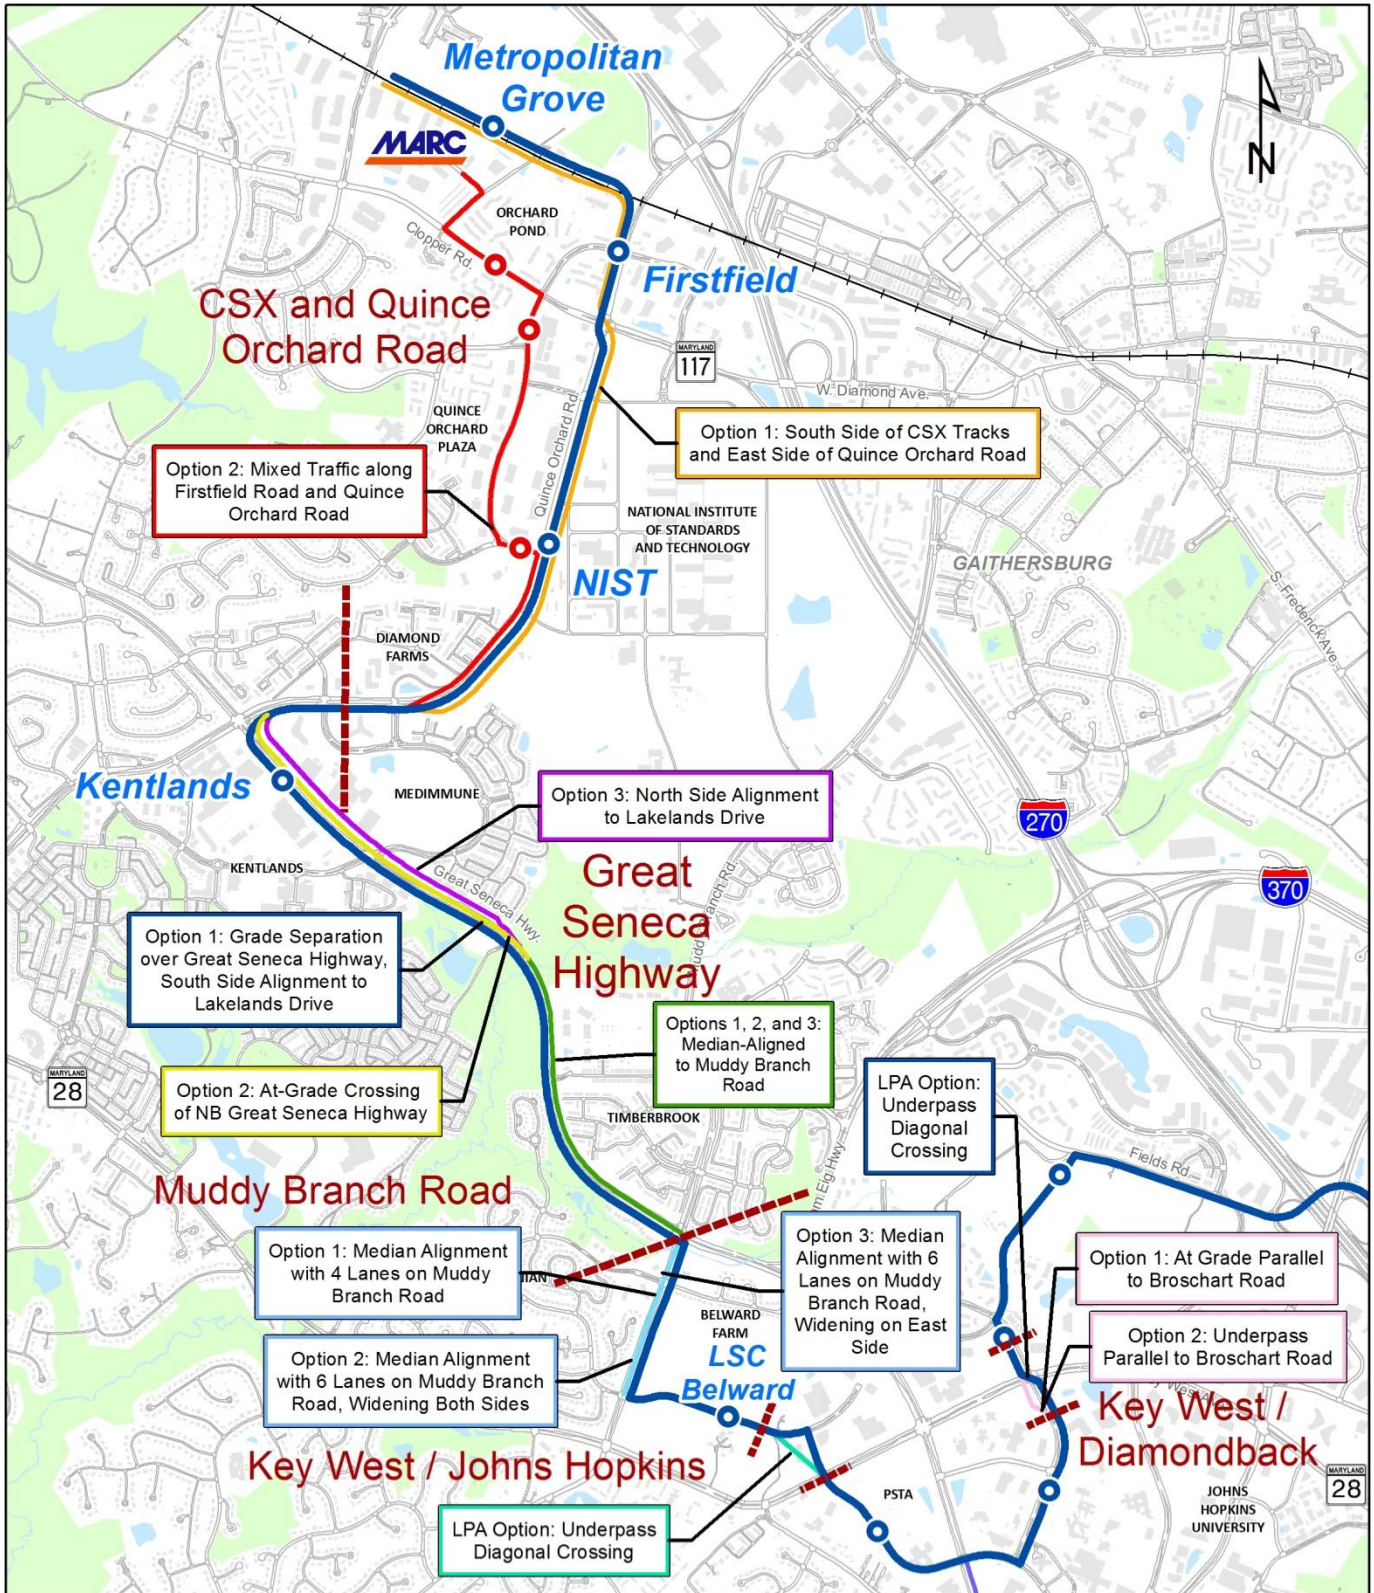 Metropolitan
Grove
MARC
N
ORCHARD
POND
Clopper Rd.
Firstfield
CSX and Quince
Orchard Road
MARYLAND
117
W. Diamond Ave.
QUINCE
ORCHARD
PLAZA
Quince Orchard Rd.
Option 1: South Side of CSX Tracks
and East Side of Quince Orchard Road
Option 2: Mixed Traffic along
Firstfield Road and Quince
Orchard Road
NATIONAL INSTITUTE
OF STANDARDS
AND TECHNOLOGY
NIST
GAITHERSBURG
S. Frederick Ave.
DIAMOND
FARMS
Kentlands
MEDIMMUNE
Option 3: North Side Alignment
to Lakelands Drive
270
370
KENTLANDS
Great Seneca Hwy.
Great
Seneca
Highway
Option 1: Grade Separation
over Great Seneca Highway,
South Side Alignment to
Lakelands Drive
Options 1, 2, and 3:
Median-Aligned
to Muddy Branch
Road
MARYLAND
28
Option 2: At-Grade Crossing
of NB Great Seneca Highway
LPA Option:
Underpass
Diagonal
Crossing
TIMBERBROOK
Fields Rd.
Muddy Branch Road
Option 1: Median Alignment
with 4 Lanes on Muddy
Branch Road
Option 3: Median
Alignment with 6
Lanes on Muddy
Branch Road,
Widening on East
Side
Option 1: At Grade Parallel
to Broschart Road
BELWARD
FARM
LSC
Belward
Option 2: Underpass
Parallel to Broschart Road
Option 2: Median Alignment
with 6 Lanes on Muddy Branch
Road, Widening Both Sides
Key West /
Diamondback
Key West / Johns Hopkins
MARYLAND
28
PSTA
JOHNS
HOPKINS
UNIVERSITY
LPA Option: Underpass
Diagonal Crossing